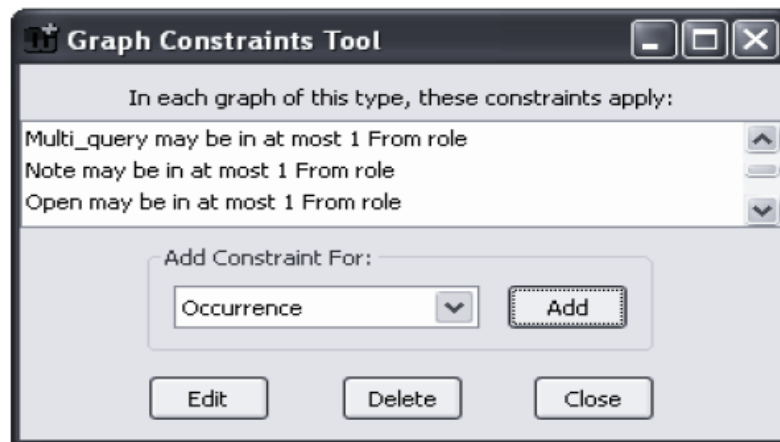 Graph Constraints Tool
In each graph of this type, these constraints apply:
Multi_query may be in at most 1 From role
Note may be in at most 1 From role
Open may be in at most 1 From role
Add Constraint For:
Occurrence
Add
Edit
Delete
Close